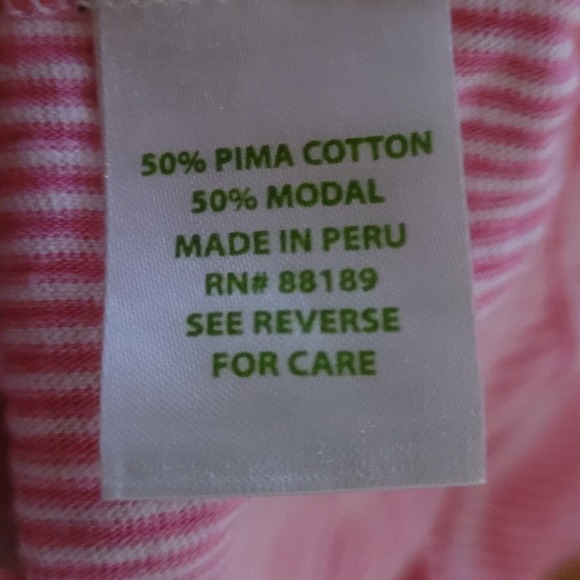 50% PIMA COTTON
50% MODAL
MADE IN PERU
RN# 88189
SEE REVERSE
FOR CARE